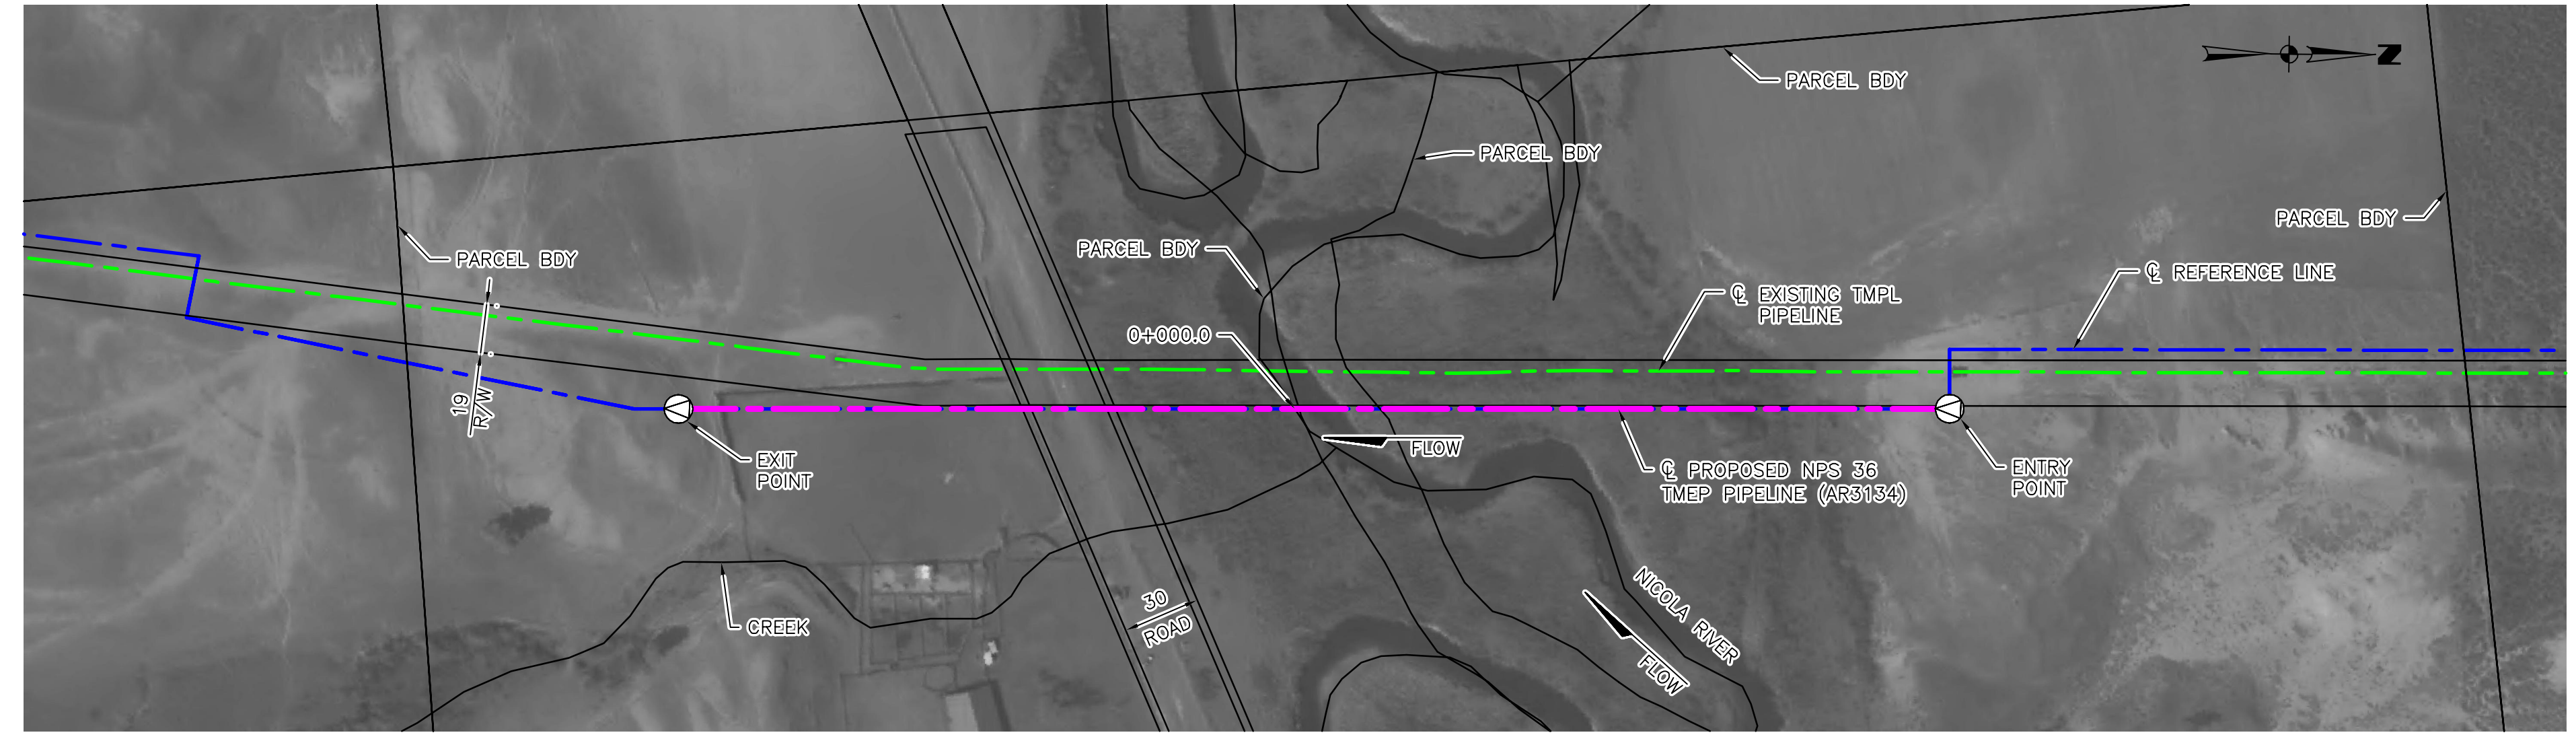 N
PARCEL BDY
PARCEL BDY
PARCEL BDY
PARCEL BDY
PARCEL BDY
℄ REFERENCE LINE
℄ EXISTING TMPL
PIPELINE
0+000.0
19
R/W
FLOW
EXIT
POINT
℄ PROPOSED NPS 36
TMEP PIPELINE (AR3134)
ENTRY
POINT
CREEK
30
ROAD
NICOLA RIVER
FLOW